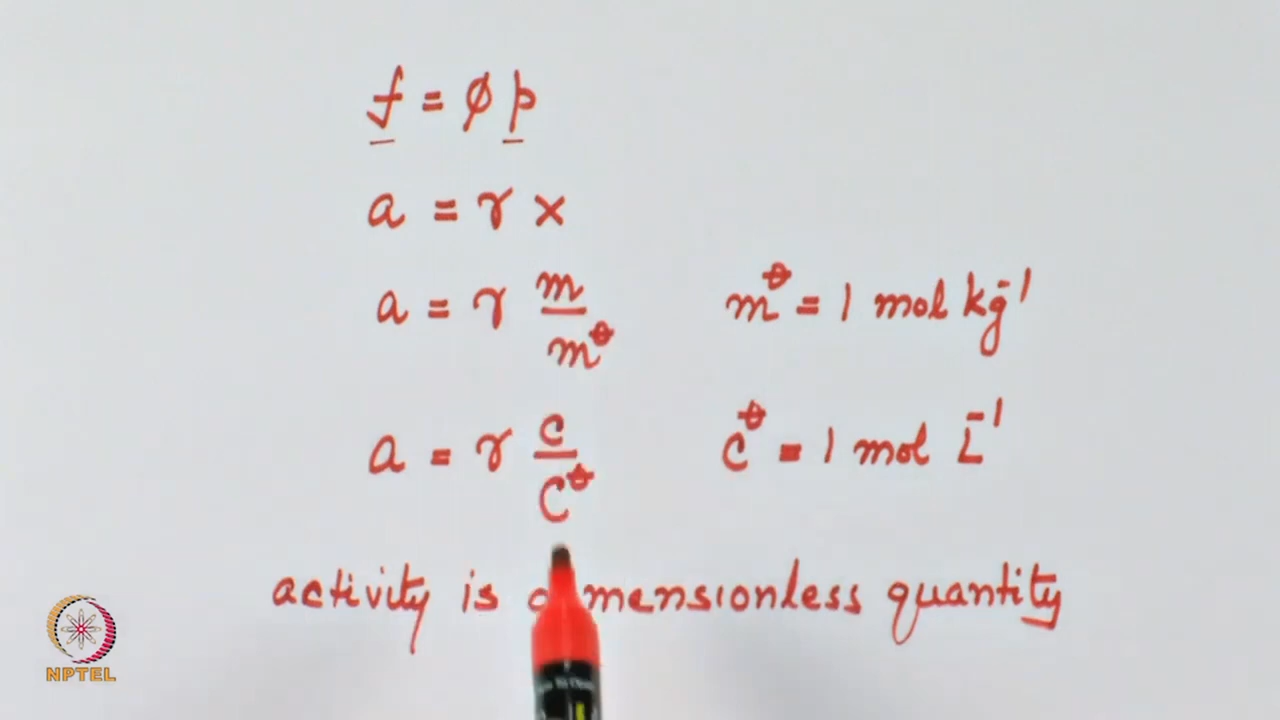 f = φ p
a = γ x
a = γ m/m^⦵ m^⦵ = 1 mol kg^-1
a = γ c/c^⦵ c^⦵ = 1 mol L^-1
activity is dimensionless quantity
NPTEL